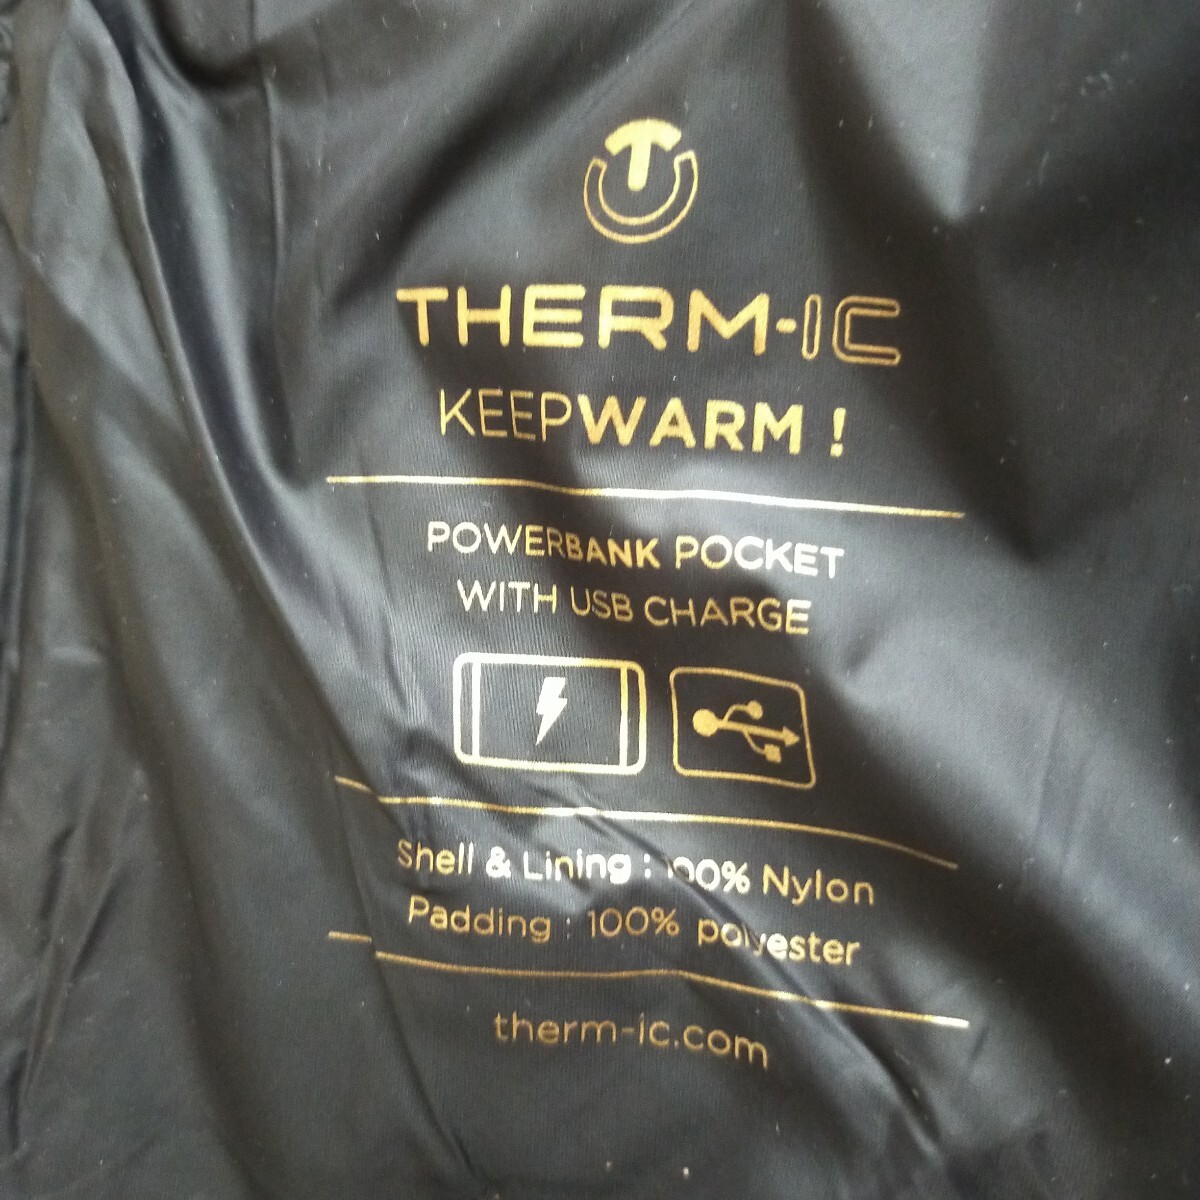 THERM-IC
KEEPWARM !
POWERBANK POCKET
WITH USB CHARGE
Shell & Lining : 100% Nylon
Padding : 100% polyester
therm-ic.com